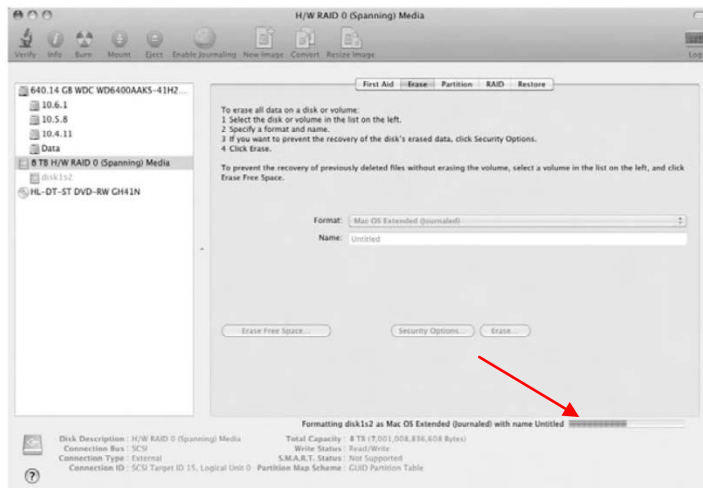 H/W RAID 0 (Spanning) Media
Verify Info Burn Mount Eject Enable Journaling New Image Convert Resize Image Log
First Aid Erase Partition RAID Restore
640.14 GB WDC WD6400AAKS-41H2...
10.6.1
10.5.8
10.4.11
Data
8 TB H/W RAID 0 (Spanning) Media
disk1s2
HL-DT-ST DVD-RW GH41N
To erase all data on a disk or volume:
1 Select the disk or volume in the list on the left.
2 Specify a format and name.
3 If you want to prevent the recovery of the disk's erased data, click Security Options.
4 Click Erase.
To prevent the recovery of previously deleted files without erasing the volume, select a volume in the list on the left, and click
Erase Free Space.
Format: Mac OS Extended (Journaled)
Name: Untitled
Erase Free Space... Security Options... Erase...
Formatting disk1s2 as Mac OS Extended (Journaled) with name Untitled
Disk Description : H/W RAID 0 (Spanning) Media Total Capacity : 8 TB (7,001,008,836,608 Bytes)
Connection Bus : SCSI Write Status : Read/Write
Connection Type : External S.M.A.R.T. Status : Not Supported
Connection ID : SCSI Target ID 15, Logical Unit 0 Partition Map Scheme : GUID Partition Table
?